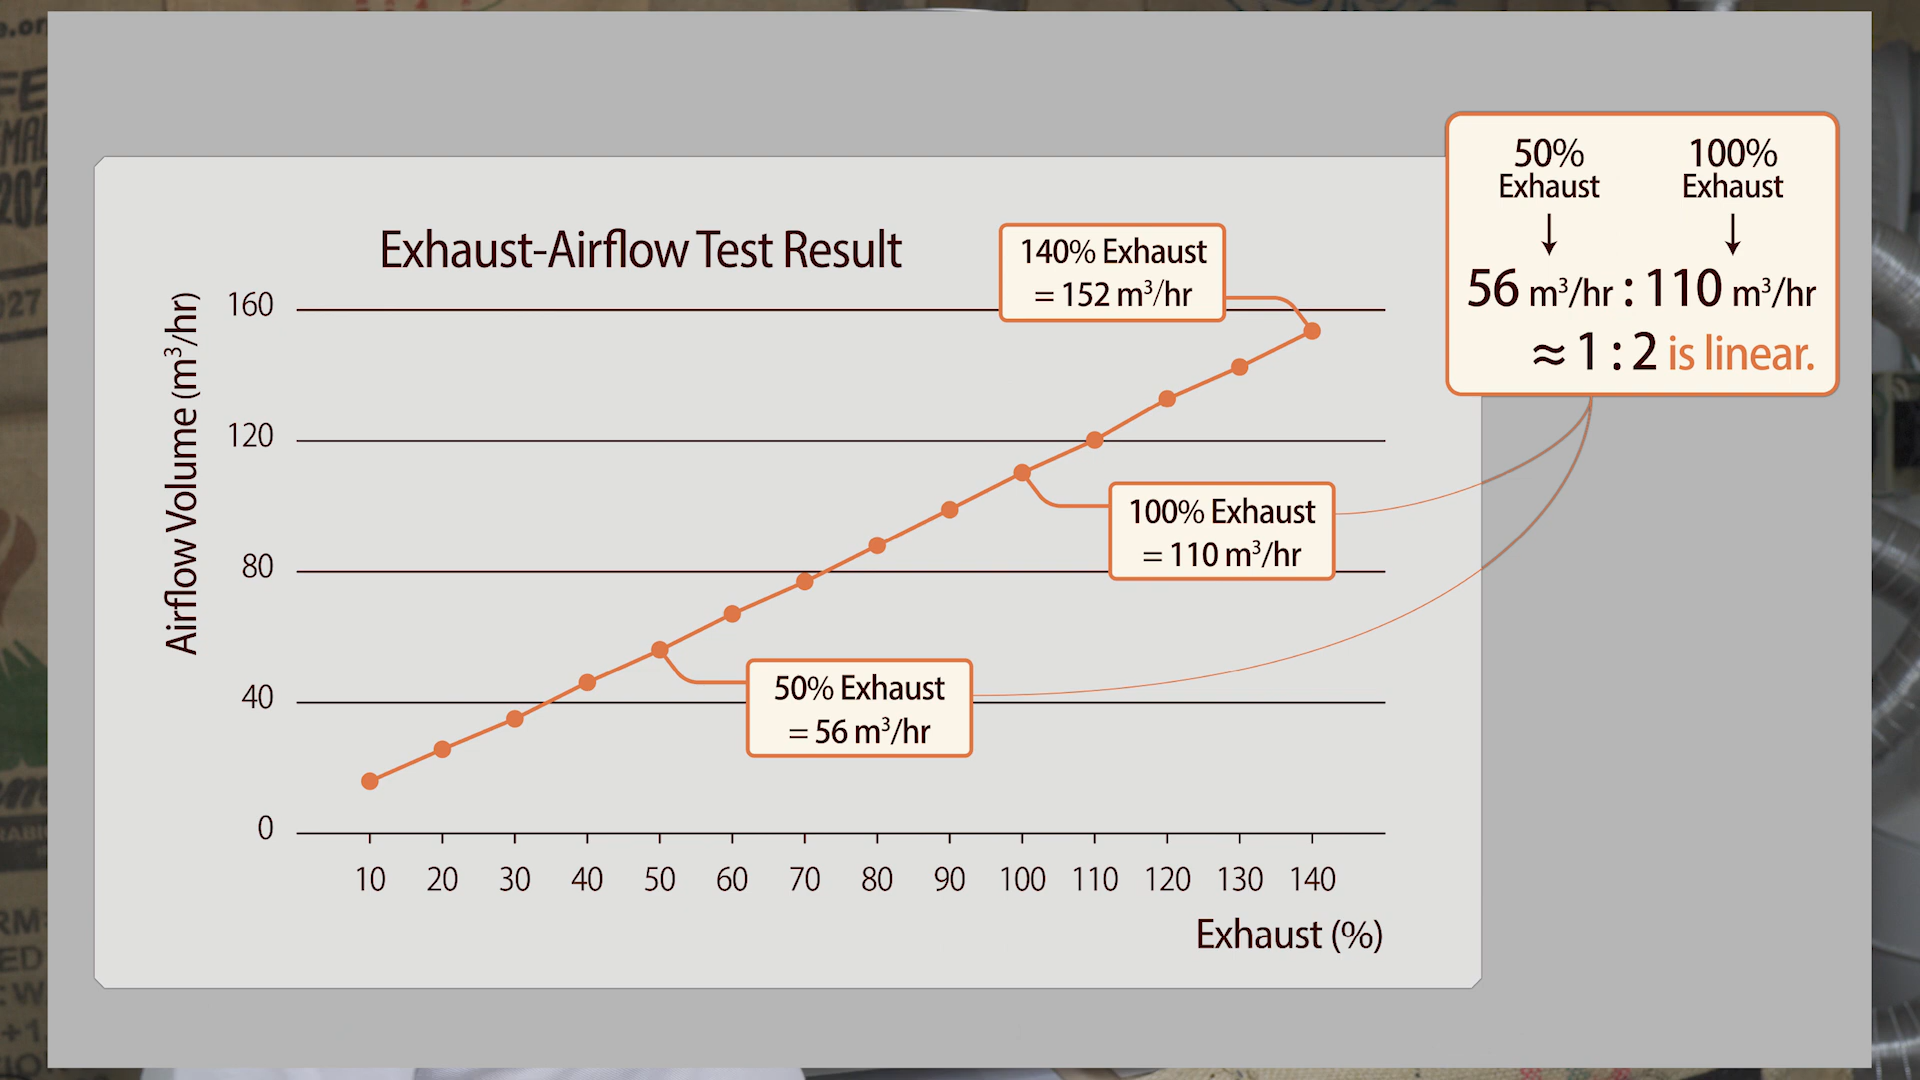 Exhaust-Airflow Test Result
Airflow Volume (m³/hr)
160
120
80
40
0
10 20 30 40 50 60 70 80 90 100 110 120 130 140
Exhaust (%)
140% Exhaust
= 152 m³/hr
100% Exhaust
= 110 m³/hr
50% Exhaust
= 56 m³/hr
50% 100%
Exhaust Exhaust
56 m³/hr : 110 m³/hr
≈ 1 : 2 is linear.